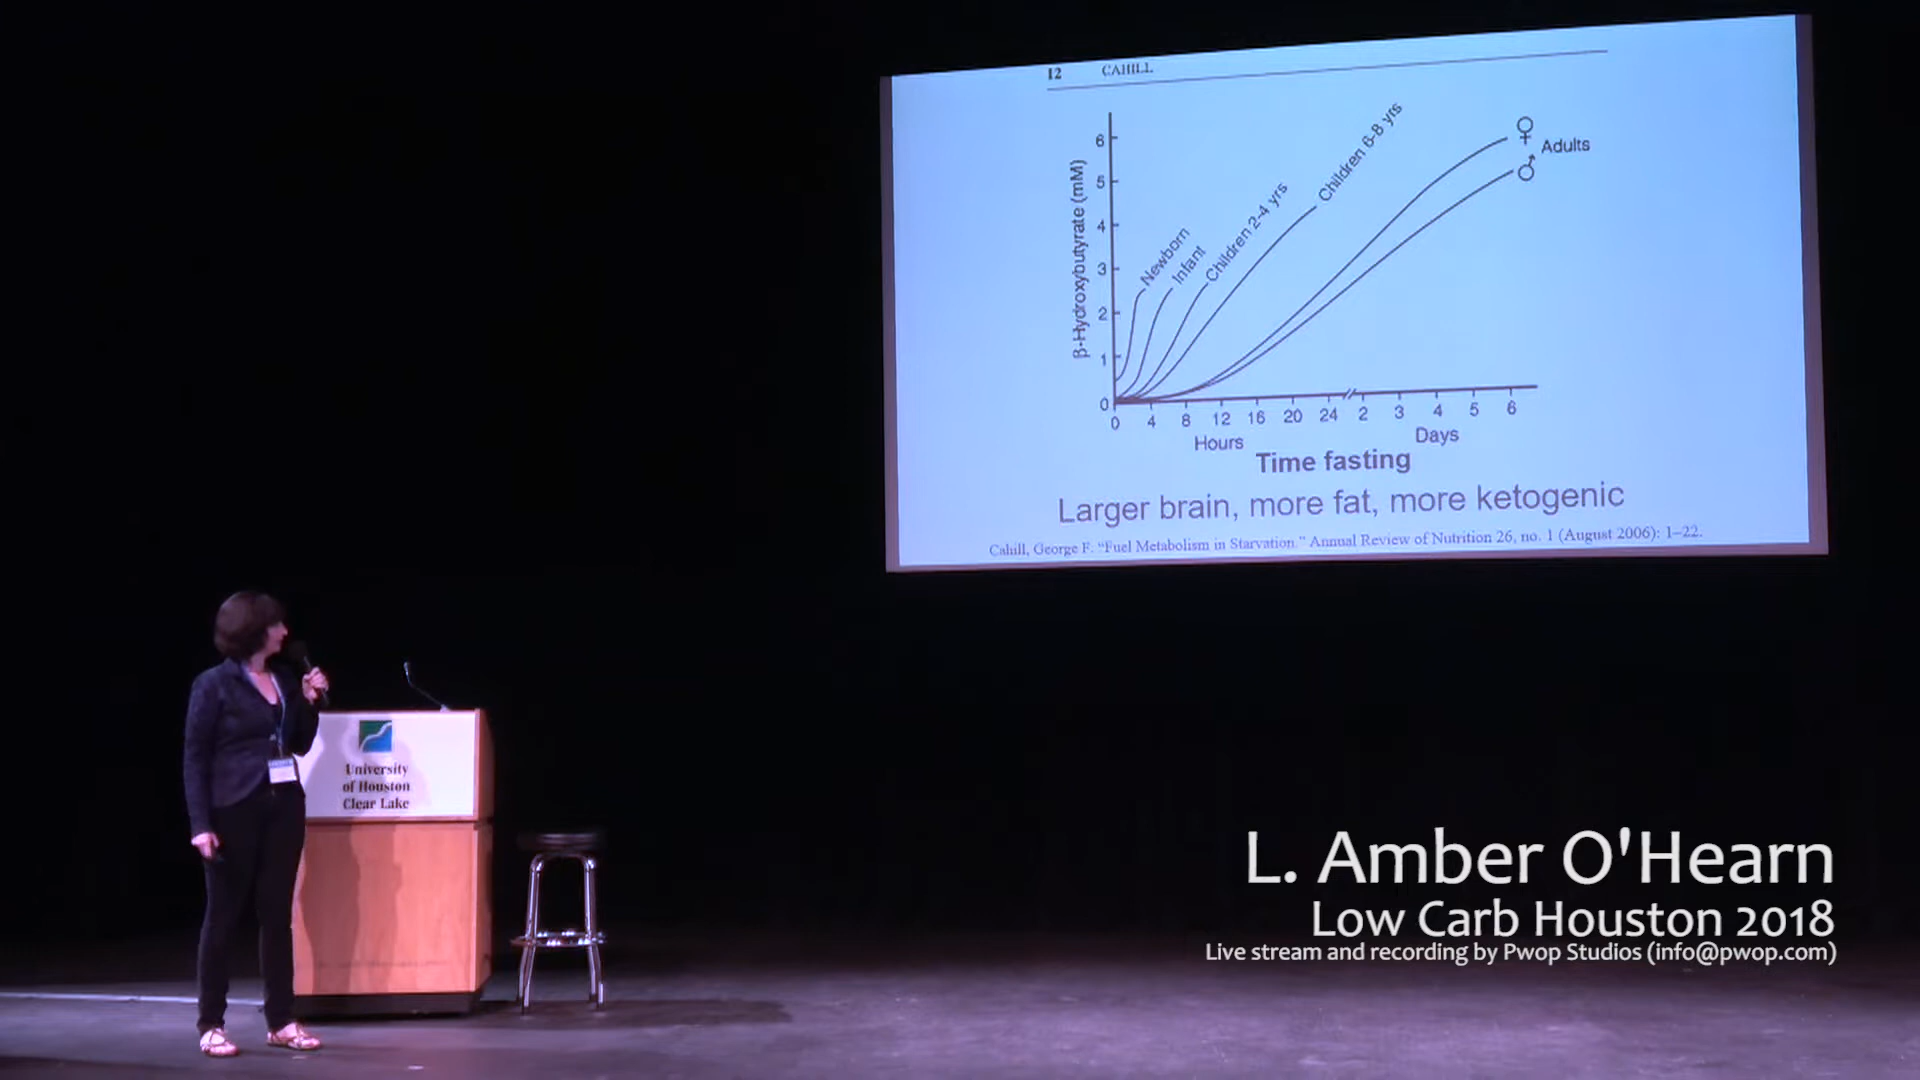 12 CAHILL
6
5
4
3
2
1
0
β-Hydroxybutyrate (mM)
Newborn
Infant
Children 2-4 yrs
Children 6-8 yrs
♀
♂
Adults
0 4 8 12 16 20 24 2 3 4 5 6
Hours Days
Time fasting
Larger brain, more fat, more ketogenic
Cahill, George F. “Fuel Metabolism in Starvation.” Annual Review of Nutrition 26, no. 1 (August 2006): 1–22.
University
of Houston
Clear Lake
L. Amber O'Hearn
Low Carb Houston 2018
Live stream and recording by Pwop Studios (info@pwop.com)